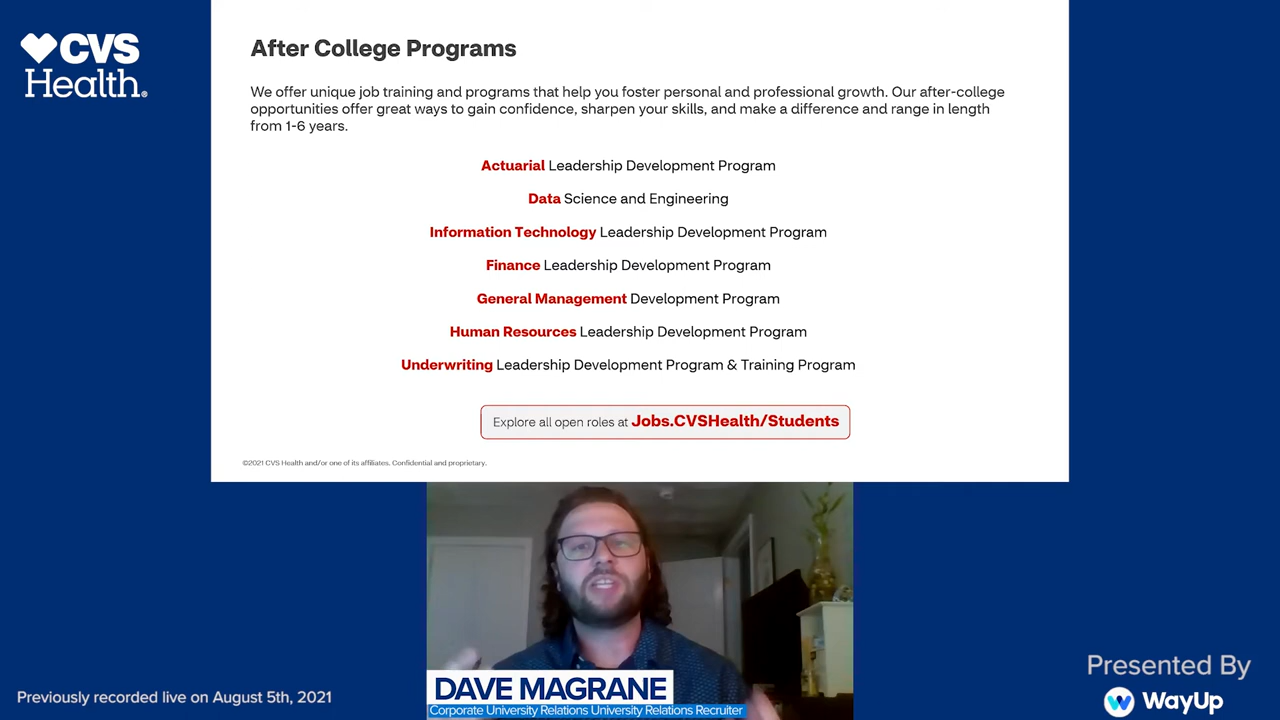 CVS
Health®
After College Programs
We offer unique job training and programs that help you foster personal and professional growth. Our after-college
opportunities offer great ways to gain confidence, sharpen your skills, and make a difference and range in length
from 1-6 years.
Actuarial Leadership Development Program
Data Science and Engineering
Information Technology Leadership Development Program
Finance Leadership Development Program
General Management Development Program
Human Resources Leadership Development Program
Underwriting Leadership Development Program & Training Program
Explore all open roles at Jobs.CVSHealth/Students
©2021 CVS Health and/or one of its affiliates. Confidential and proprietary.
DAVE MAGRANE
Corporate University Relations University Relations Recruiter
Previously recorded live on August 5th, 2021
Presented By
WayUp